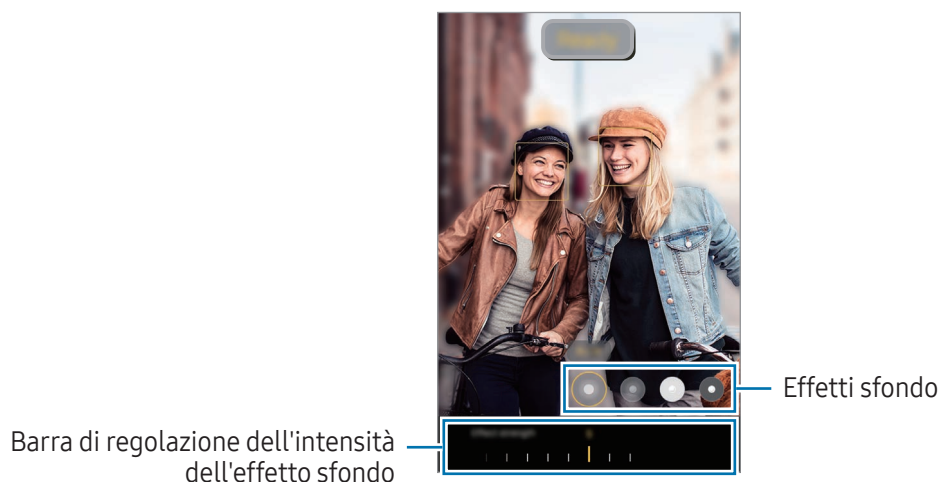 Effetti sfondo
Barra di regolazione dell'intensità
dell'effetto sfondo